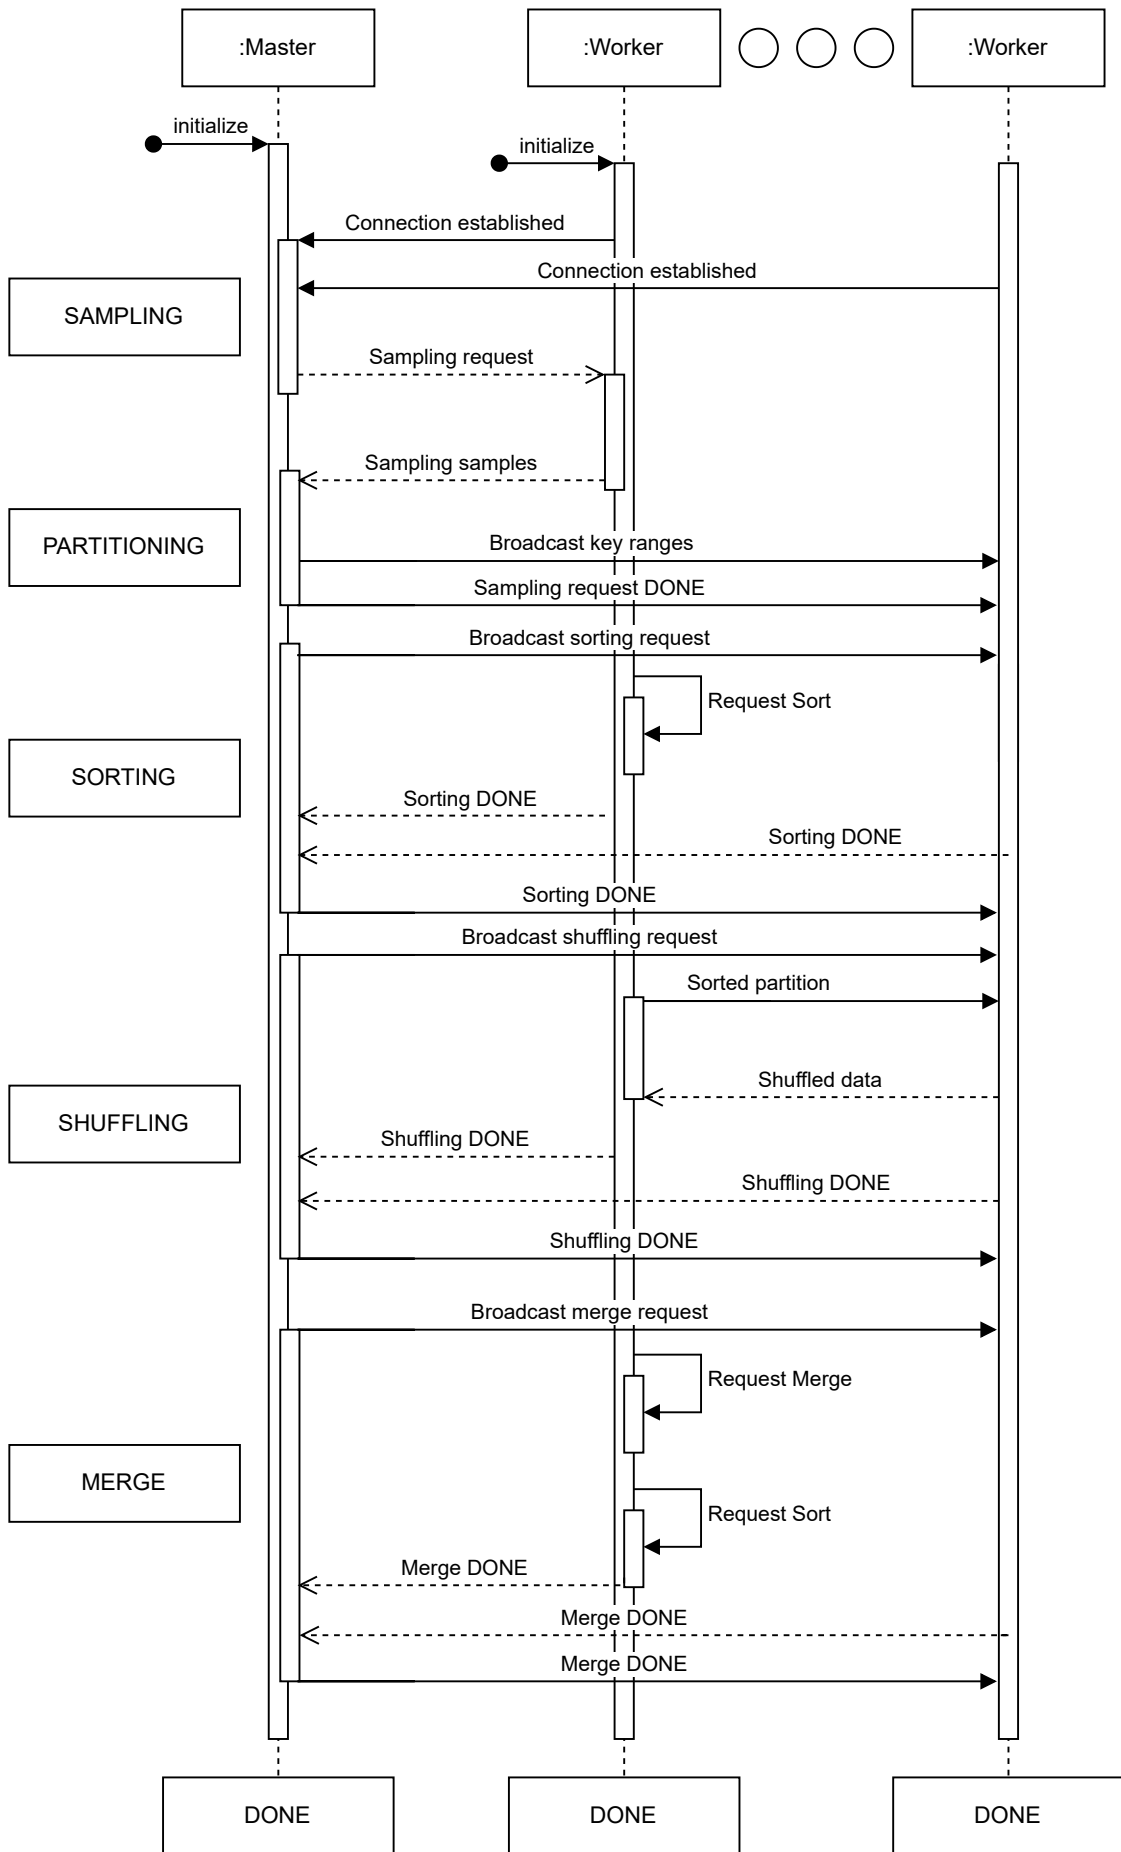 :Master
:Worker
:Worker
initialize
initialize
Connection established
Connection established
SAMPLING
Sampling request
Sampling samples
PARTITIONING
Broadcast key ranges
Sampling request DONE
Broadcast sorting request
Request Sort
SORTING
Sorting DONE
Sorting DONE
Sorting DONE
Broadcast shuffling request
Sorted partition
Shuffled data
SHUFFLING
Shuffling DONE
Shuffling DONE
Shuffling DONE
Broadcast merge request
Request Merge
MERGE
Request Sort
Merge DONE
Merge DONE
Merge DONE
DONE
DONE
DONE